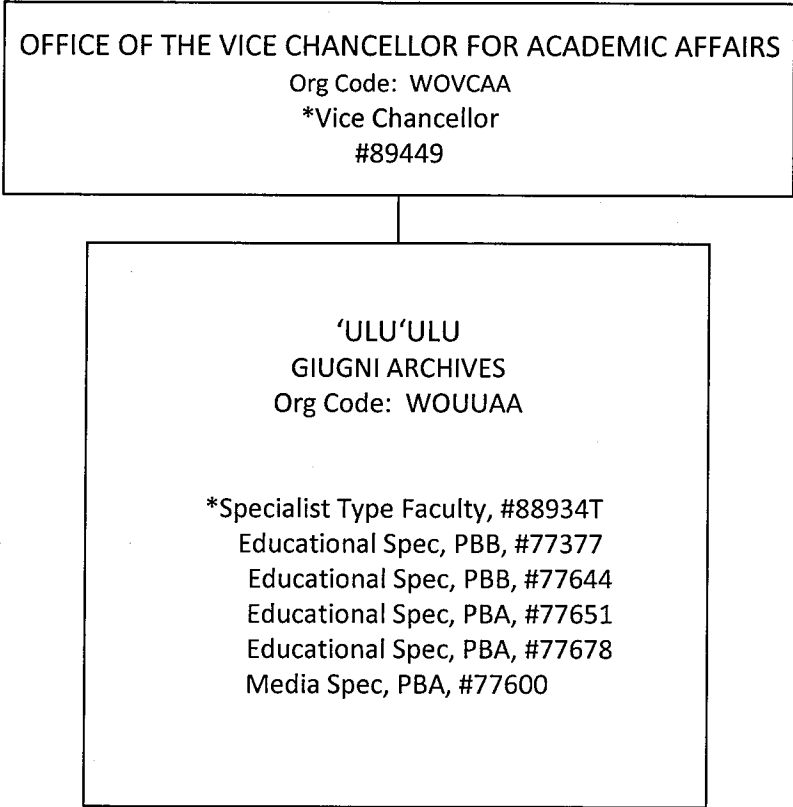 OFFICE OF THE VICE CHANCELLOR FOR ACADEMIC AFFAIRS
Org Code: WOVCAA
*Vice Chancellor
#89449
‘ULU‘ULU
GIUGNI ARCHIVES
Org Code: WOUUAA
*Specialist Type Faculty, #88934T
Educational Spec, PBB, #77377
Educational Spec, PBB, #77644
Educational Spec, PBA, #77651
Educational Spec, PBA, #77678
Media Spec, PBA, #77600